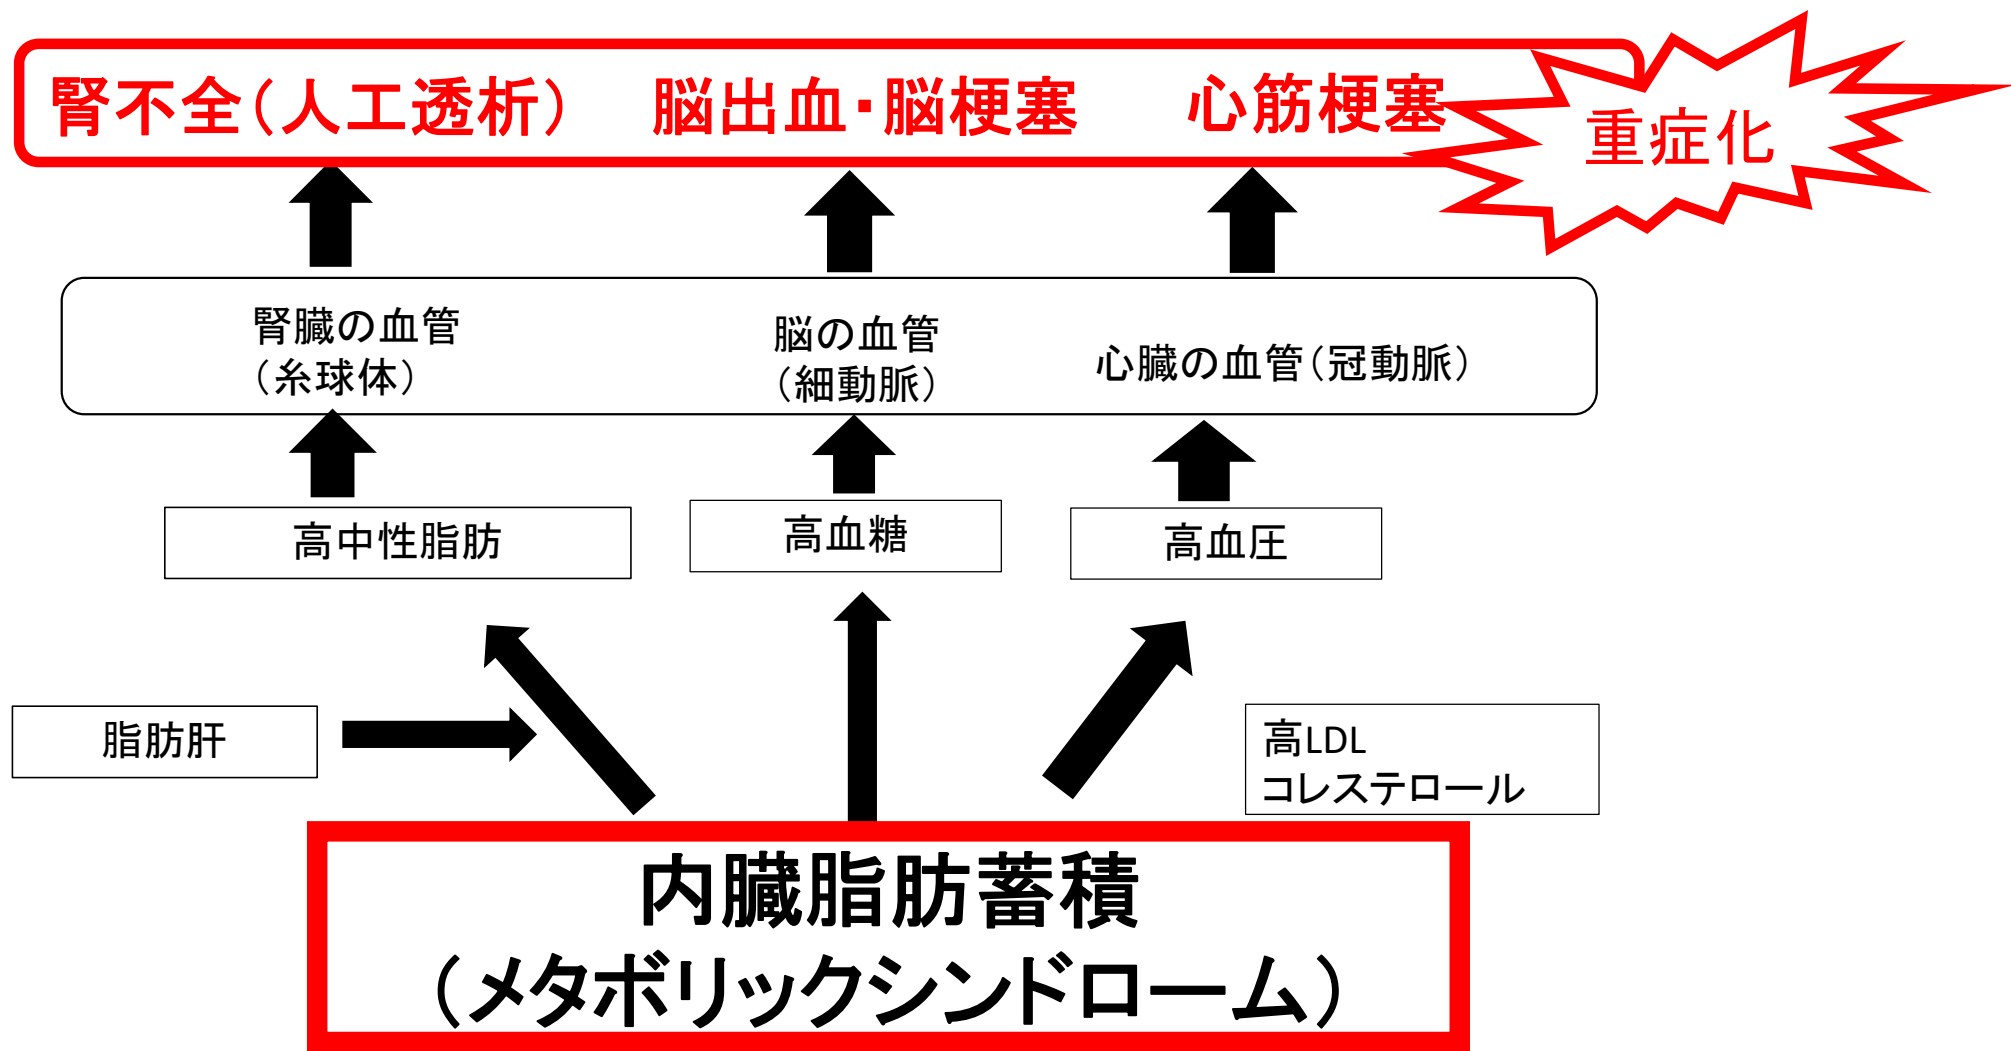 腎不全（人工透析）　脳出血・脳梗塞　心筋梗塞
重症化
腎臓の血管
（糸球体）
脳の血管
（細動脈）
心臓の血管（冠動脈）
高中性脂肪
高血糖
高血圧
脂肪肝
高LDL
コレステロール
内臓脂肪蓄積
（メタボリックシンドローム）